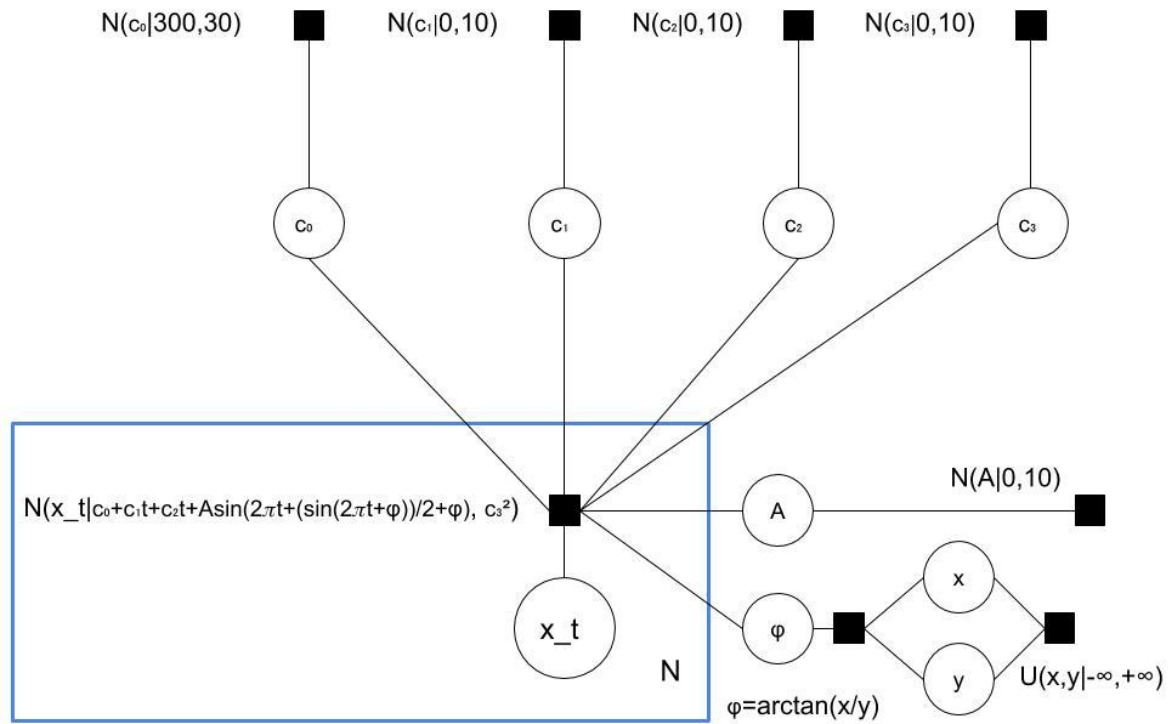 N(c₀|300,30)
N(c₁|0,10)
N(c₂|0,10)
N(c₃|0,10)
c₀
c₁
c₂
c₃
N(A|0,10)
N(x_t|c₀+c₁t+c₂t+Asin(2πt+(sin(2πt+φ))/2+φ), c₃²)
A
x
x_t
φ
N
y
U(x,y|-∞,+∞)
φ=arctan(x/y)